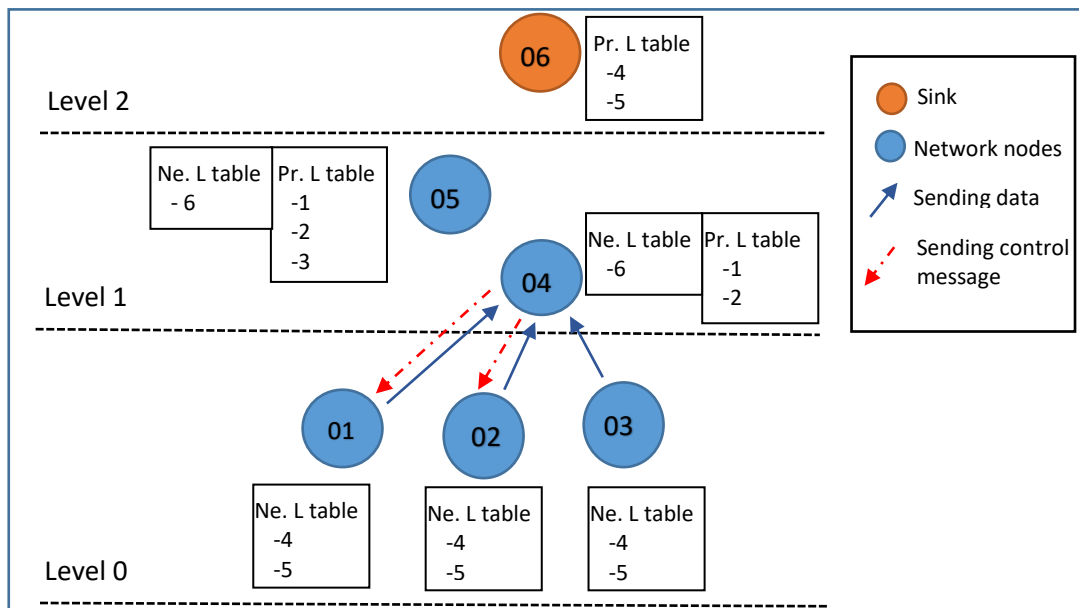 06
Pr. L table
-4
-5
Level 2
Sink
Network nodes
Sending data
Sending control
message
Ne. L table
- 6
Pr. L table
-1
-2
-3
05
04
Ne. L table
-6
Pr. L table
-1
-2
Level 1
01
02
03
Ne. L table
-4
-5
Ne. L table
-4
-5
Ne. L table
-4
-5
Level 0